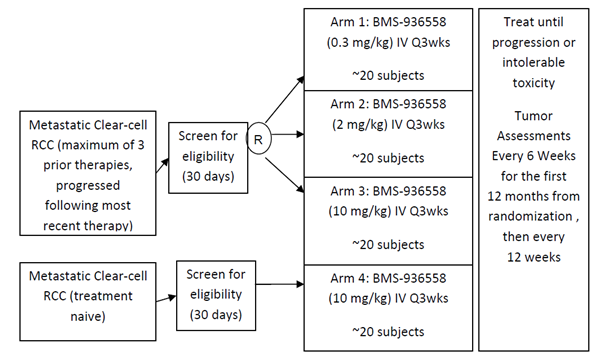 Metastatic Clear-cell
RCC (maximum of 3
prior therapies,
progressed
following most
recent therapy)
Screen for
eligibility
(30 days)
R
Arm 1: BMS-936558
(0.3 mg/kg) IV Q3wks
~20 subjects
Arm 2: BMS-936558
(2 mg/kg) IV Q3wks
~20 subjects
Arm 3: BMS-936558
(10 mg/kg) IV Q3wks
~20 subjects
Metastatic Clear-cell
RCC (treatment
naive)
Screen for
eligibility
(30 days)
Arm 4: BMS-936558
(10 mg/kg) IV Q3wks
~20 subjects
Treat until
progression or
intolerable
toxicity
Tumor
Assessments
Every 6 Weeks
for the first
12 months from
randomization ,
then every
12 weeks